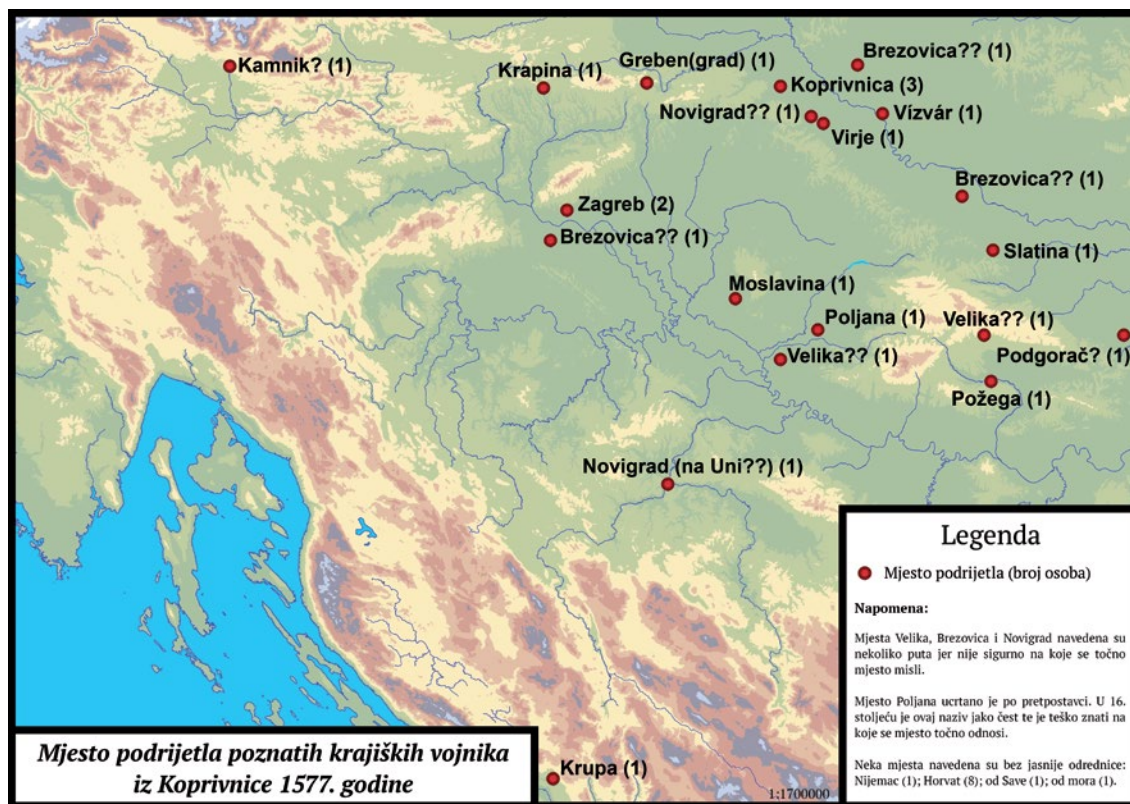 Brezovica?? (1)
Kamnik? (1)
Krapina (1)
Greben(grad) (1)
Koprivnica (3)
Novigrad?? (1)
Vízvár (1)
Virje (1)
Brezovica?? (1)
Zagreb (2)
Brezovica?? (1)
Slatina (1)
Moslavina (1)
Poljana (1)
Velika?? (1)
Velika?? (1)
Podgorač? (1)
Požega (1)
Novigrad (na Uni??) (1)
Krupa (1)
Legenda
Mjesto podrijetla (broj osoba)
Napomena:
Mjesta Velika, Brezovica i Novigrad navedena su
nekoliko puta jer nije sigurno na koje se točno
mjesto misli.
Mjesto Poljana ucrtano je po pretpostavci. U 16.
stoljeću je ovaj naziv jako čest te je teško znati na
koje se mjesto točno odnosi.
Neka mjesta navedena su bez jasnije odrednice:
Nijemac (1); Horvat (8); od Save (1); od mora (1).
Mjesto podrijetla poznatih krajiških vojnika
iz Koprivnice 1577. godine
1:1700000